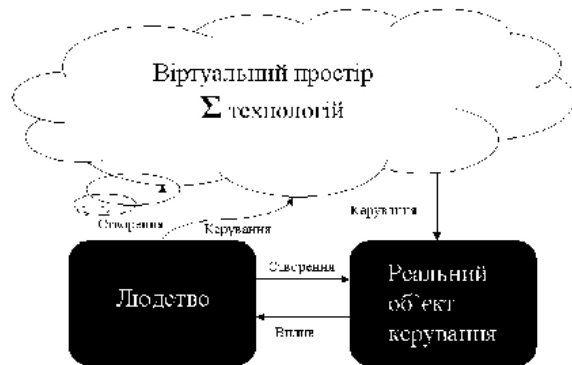 Віртуальний простір
Σ технологій
Створення
Керування
Керування
Людство
Створення
Вплив
Реальний
об`єкт
керування